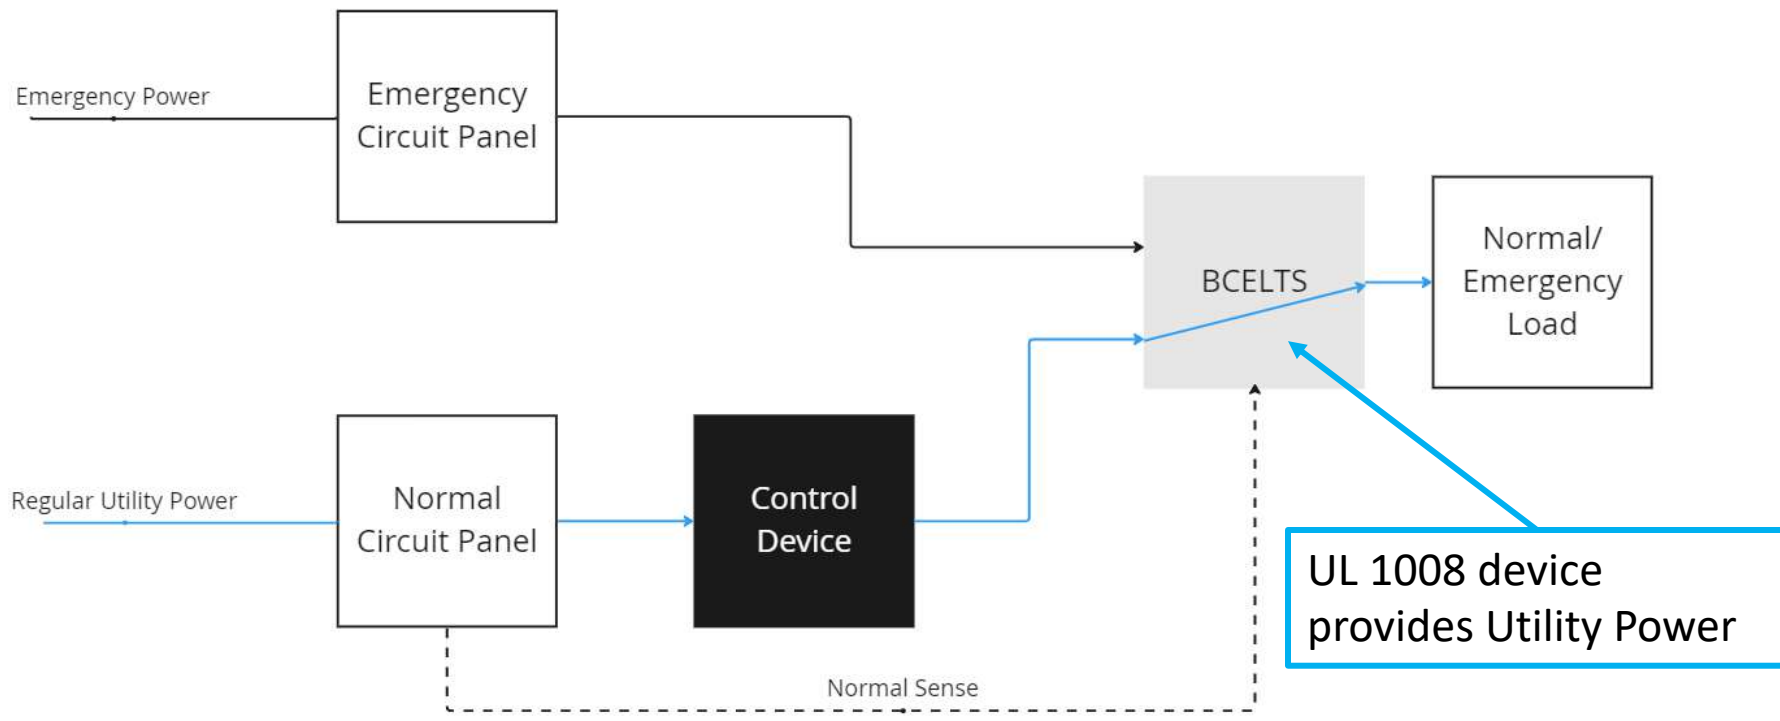 Emergency Power
Emergency
Circuit Panel
BCELTS
Normal/
Emergency
Load
Regular Utility Power
Normal
Circuit Panel
Control
Device
UL 1008 device
provides Utility Power
Normal Sense